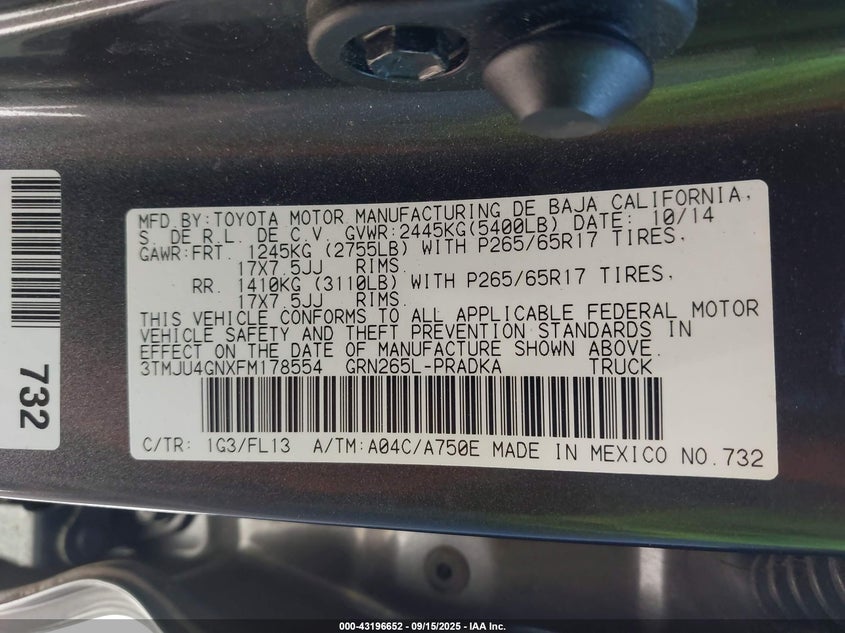 MFD BY:TOYOTA MOTOR MANUFACTURING DE BAJA CALIFORNIA,
S. DE R.L. DE C.V GVWR:2445KG(5400LB) DATE: 10/14
GAWR:FRT. 1245KG (2755LB) WITH P265/65R17 TIRES,
17X7.5JJ RIMS.
RR. 1410KG (3110LB) WITH P265/65R17 TIRES,
17X7.5JJ RIMS.
THIS VEHICLE CONFORMS TO ALL APPLICABLE FEDERAL MOTOR
VEHICLE SAFETY AND THEFT PREVENTION STANDARDS IN
EFFECT ON THE DATE OF MANUFACTURE SHOWN ABOVE.
3TMJU4GNXFM178554 GRN265L-PRADKA TRUCK
C/TR: 1G3/FL13 A/TM:A04C/A750E MADE IN MEXICO NO.732
732
000-43196652 - 09/15/2025 - IAA Inc.